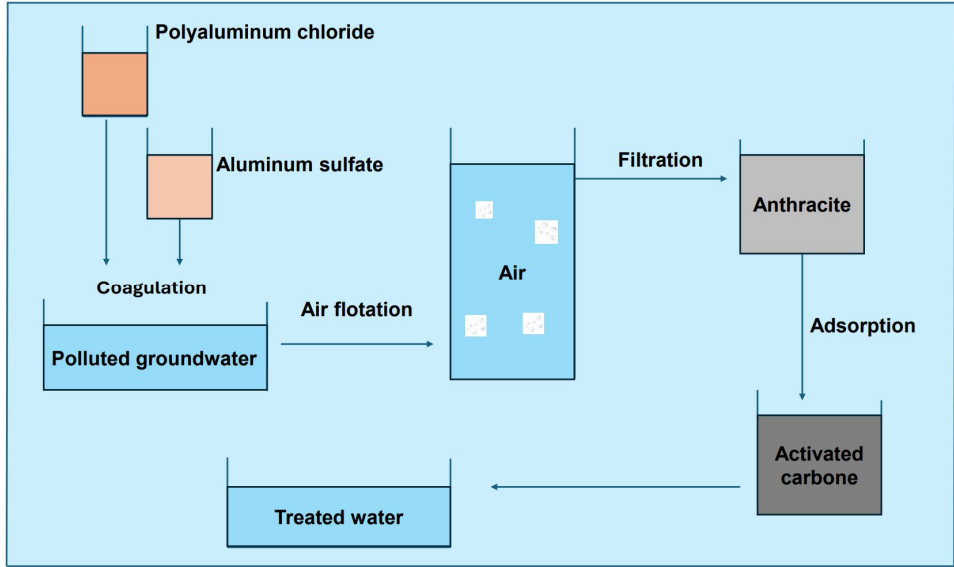 Polyaluminum chloride
Aluminum sulfate
Coagulation
Polluted groundwater
Air flotation
Air
Filtration
Anthracite
Adsorption
Activated
carbone
Treated water